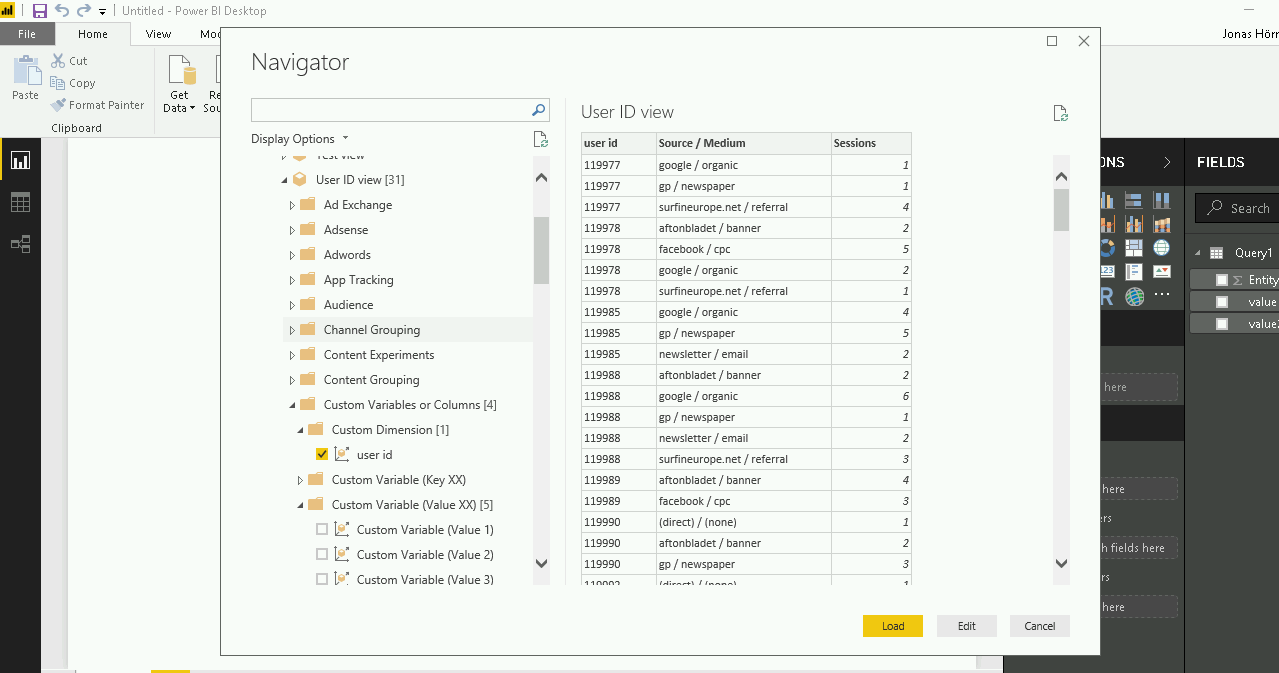 Untitled - Power BI Desktop
File
Home
View
Jonas Hörn
Paste
Cut
Copy
Format Painter
Clipboard
Get
Data
Navigator
Display Options
Test view
User ID view [31]
Ad Exchange
Adsense
Adwords
App Tracking
Audience
Channel Grouping
Content Experiments
Content Grouping
Custom Variables or Columns [4]
Custom Dimension [1]
user id
Custom Variable (Key XX)
Custom Variable (Value XX) [5]
Custom Variable (Value 1)
Custom Variable (Value 2)
Custom Variable (Value 3)
User ID view
user id Source / Medium Sessions
119977 google / organic 1
119977 gp / newspaper 1
119977 surfineurope.net / referral 4
119978 aftonbladet / banner 2
119978 facebook / cpc 5
119978 google / organic 2
119978 surfineurope.net / referral 1
119985 google / organic 4
119985 gp / newspaper 5
119985 newsletter / email 2
119988 aftonbladet / banner 2
119988 google / organic 6
119988 gp / newspaper 1
119988 newsletter / email 2
119988 surfineurope.net / referral 3
119989 aftonbladet / banner 4
119989 facebook / cpc 3
119990 (direct) / (none) 1
119990 aftonbladet / banner 2
119990 gp / newspaper 3
119992 (direct) / (none) 1
Load
Edit
Cancel
ONS
123
R
here
here
ers
h fields here
rs
here
FIELDS
Search
Query1
Σ Entity
value
value2